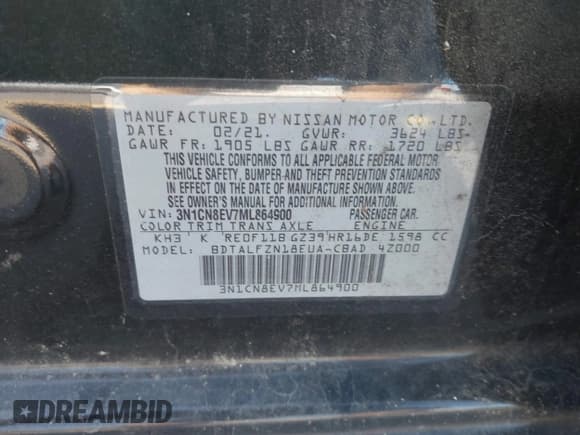 MANUFACTURED BY NISSAN MOTOR CO.,LTD.
DATE: 02/21. GVWR: 3624 LBS
GAWR FR: 1905 LBS GAWR RR: 1720 LBS
THIS VEHICLE CONFORMS TO ALL APPLICABLE FEDERAL MOTOR
VEHICLE SAFETY, BUMPER-AND THEFT PREVENTION STANDARDS
IN EFFECT ON THE DATE OF MANUFACTURE SHOWN ABOVE.
SEE OWNER'S MANUAL FOR ADDITIONAL INFORMATION.
VIN: 3N1CN8EV7ML864900 PASSENGER CAR.
COLOR TRIM TRANS AXLE ENGINE
KH3 K RE0F11B GZ39 HR16DE 1598 CC
MODEL: BDTALFZN18EUA-CBAD 4Z000
3N1CN8EV7ML864900
DREAMBID